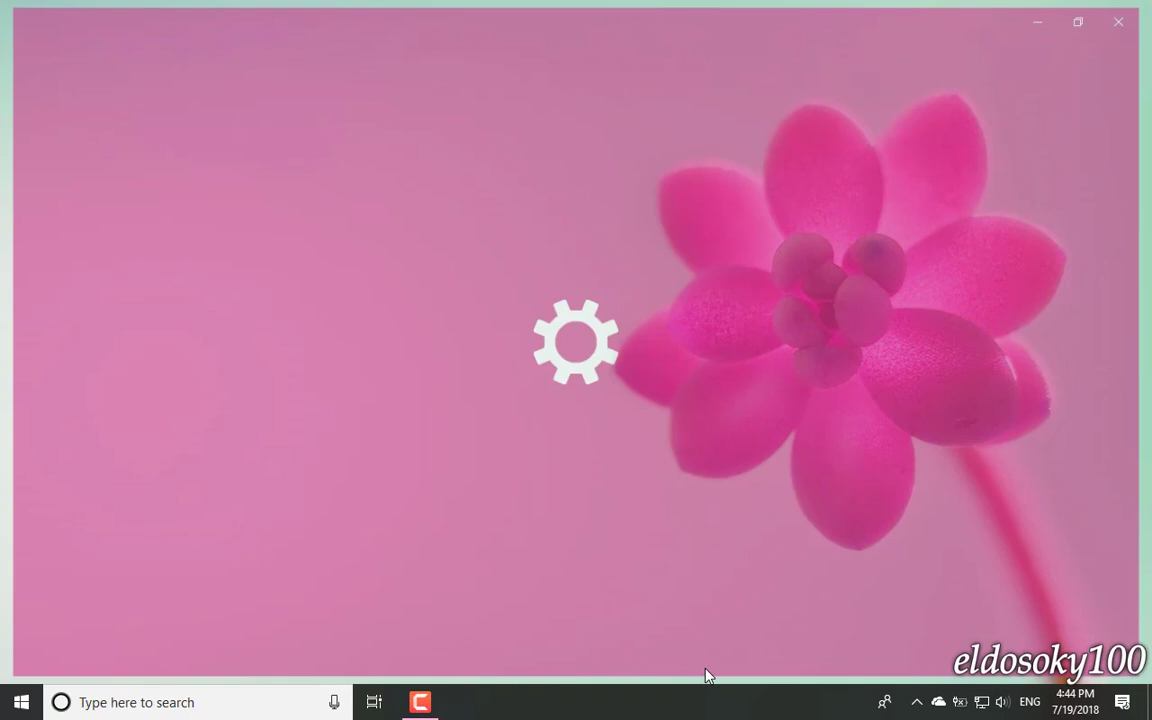 eldosoky100
Type here to search
ENG
4:44 PM
7/19/2018